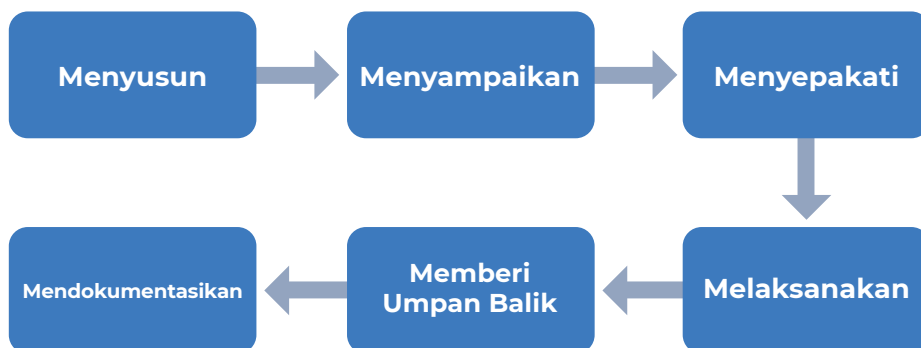 Menyusun
Menyampaikan
Menyepakati
Melaksanakan
Memberi
Umpan Balik
Mendokumentasikan